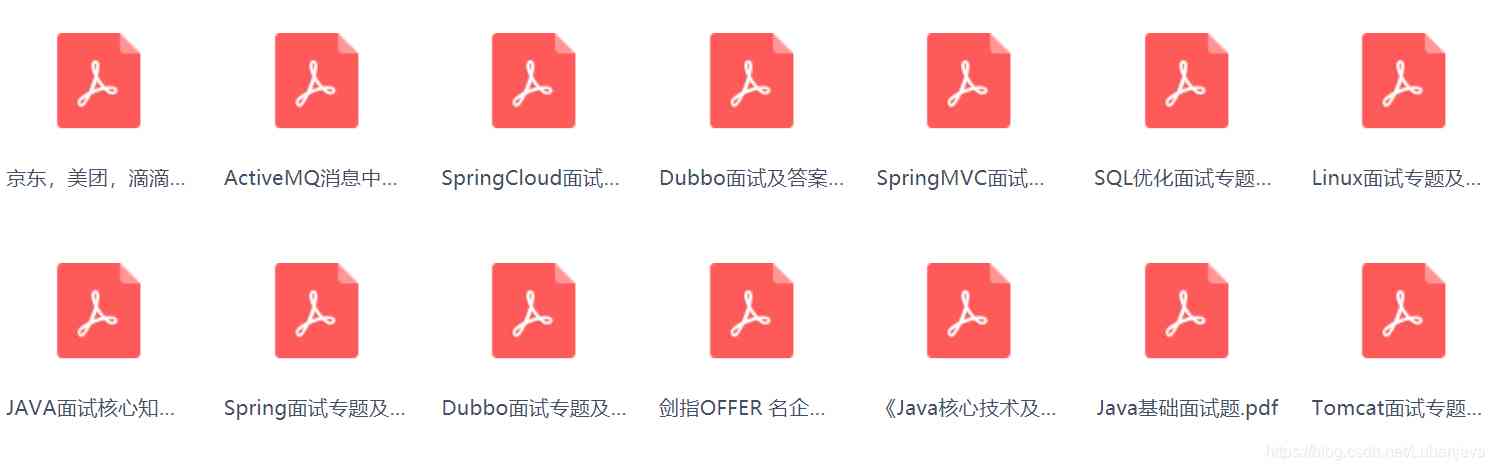 京东，美团，滴滴...
ActiveMQ消息中...
SpringCloud面试...
Dubbo面试及答案...
SpringMVC面试...
SQL优化面试专题...
Linux面试专题及...
JAVA面试核心知...
Spring面试专题及...
Dubbo面试专题及...
剑指OFFER 名企...
《Java核心技术及...
Java基础面试题.pdf
Tomcat面试专题...
https://blog.csdn.net/Lubanjava